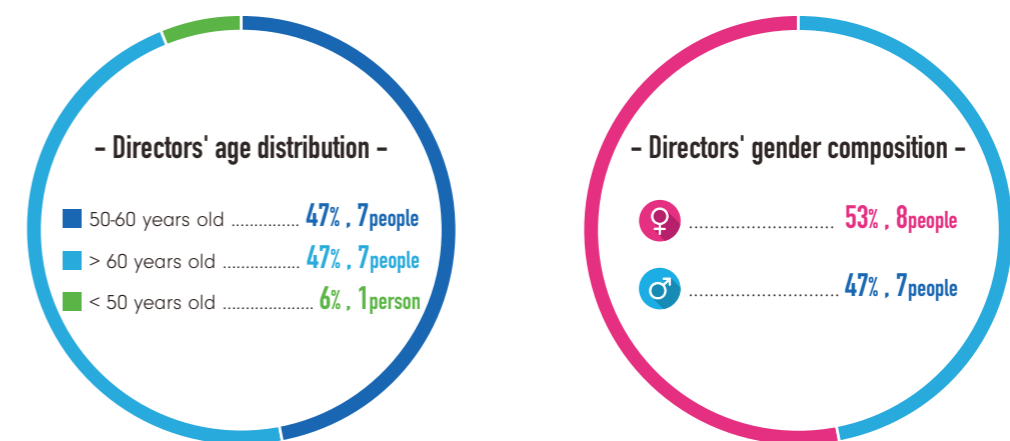 - Directors' age distribution -
50-60 years old ............... 47% , 7people
> 60 years old ................. 47% , 7people
< 50 years old .................... 6% , 1person
- Directors' gender composition -
♀ ........................... 53% , 8people
♂ ............................ 47% , 7people